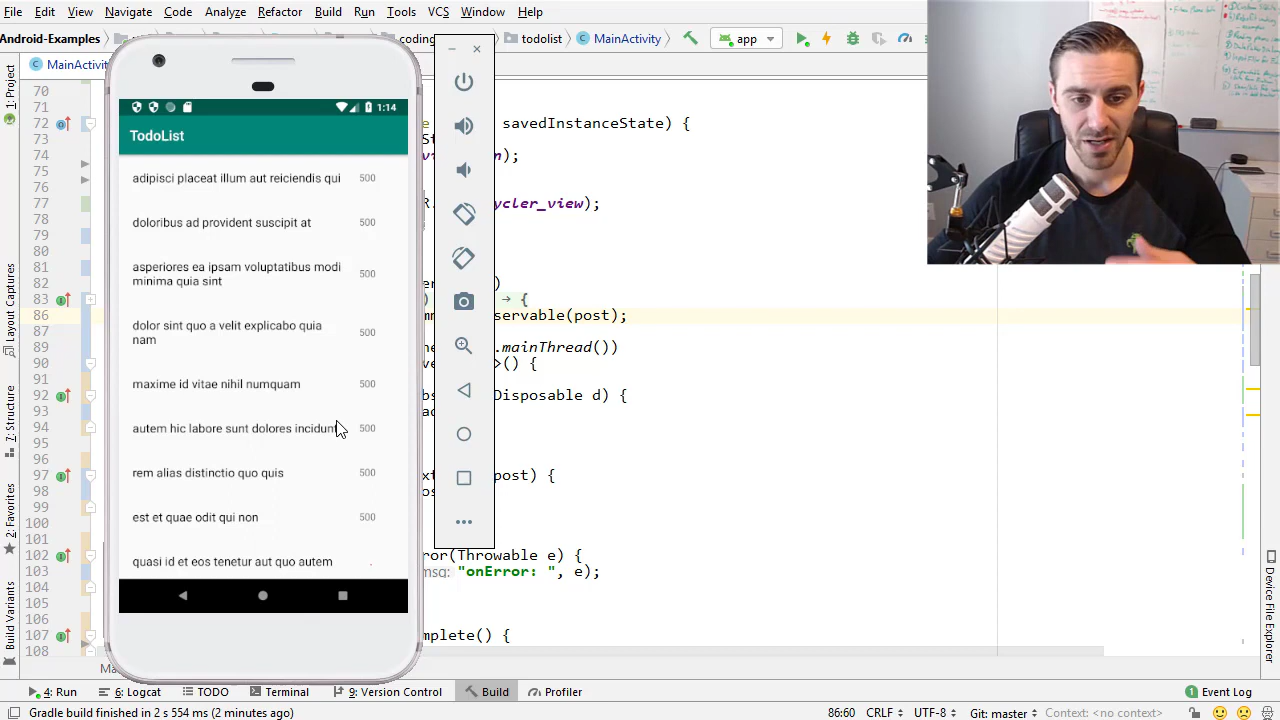 File Edit View Navigate Code Analyze Refactor Build Run Tools VCS Window Help
Android-Examples MainActivity app
MainActivity
1: Project
Layout Captures
7: Structure
2: Favorites
Build Variants
1:14
TodoList
adipisci placeat illum aut reiciendis qui 500
doloribus ad provident suscipit at 500
asperiores ea ipsam voluptatibus modi
minima quia sint 500
dolor sint quo a velit explicabo quia
nam 500
maxime id vitae nihil numquam 500
autem hic labore sunt dolores incidunt 500
rem alias distinctio quo quis 500
est et quae odit qui non 500
quasi id et eos tenetur aut quo autem .
70
71
72 savedInstanceState) {
73
74 );
75
76
77 ycler_view);
78
79
80
81
82 )
83 → {
86 servable(post);
87
89 .mainThread())
90 >() {
91
92 Disposable d) {
93
94
95
97 post) {
98
99
100
102 rror(Throwable e) {
103 msg: "onError: ", e);
104
105
107 mplete() {
108
Device File Explorer
4: Run 6: Logcat TODO Terminal 9: Version Control Build Profiler 1 Event Log
Gradle build finished in 2 s 554 ms (2 minutes ago) 86:60 CRLF UTF-8 Git: master Context: <no context>